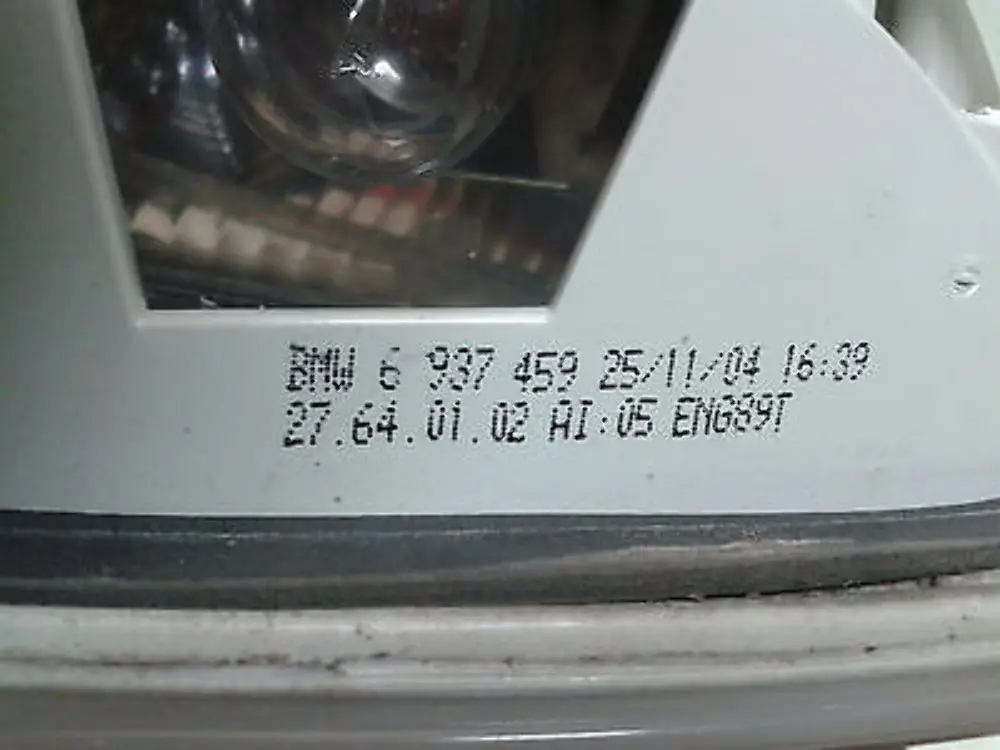 BMW 6 937 459 25/11/04 16:39
27.64.01.02 AI:05 ENG89T